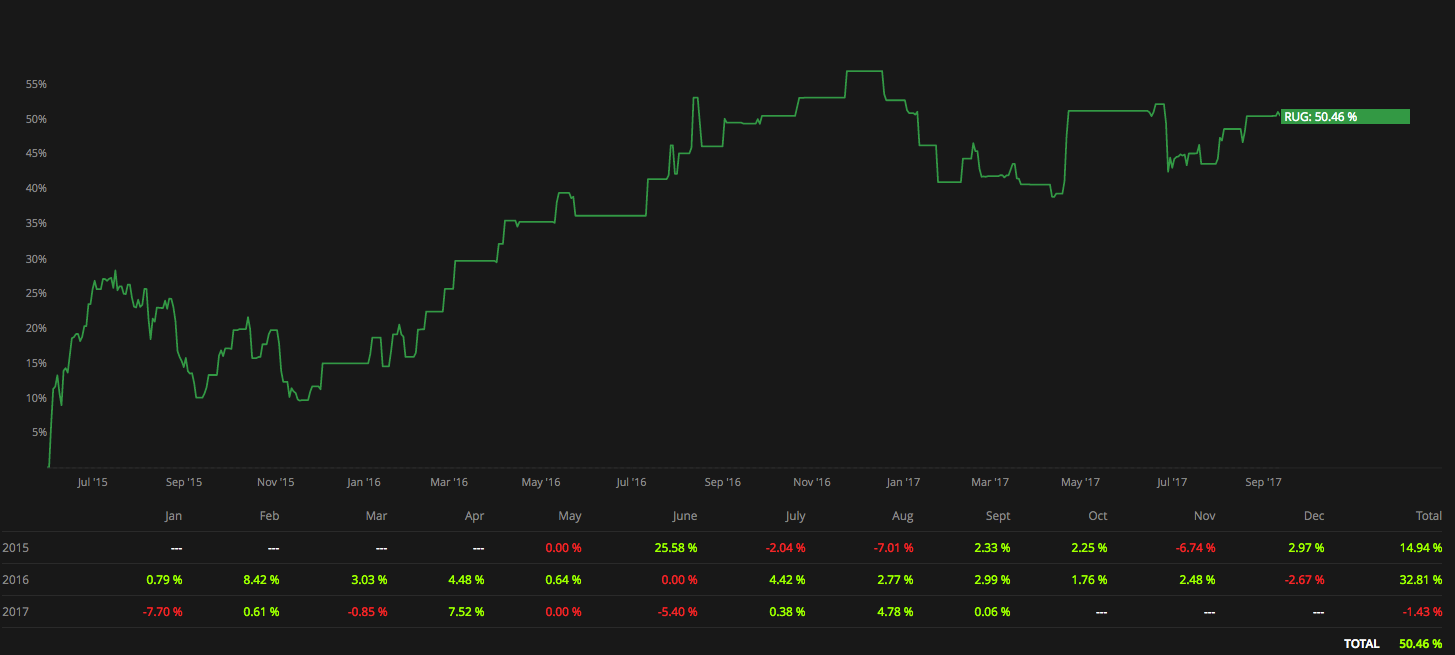 55%
50%
RUG: 50.46 %
45%
40%
35%
30%
25%
20%
15%
10%
5%
Jul '15 Sep '15 Nov '15 Jan '16 Mar '16 May '16 Jul '16 Sep '16 Nov '16 Jan '17 Mar '17 May '17 Jul '17 Sep '17
Jan Feb Mar Apr May June July Aug Sept Oct Nov Dec Total
2015 --- --- --- --- 0.00 % 25.58 % -2.04 % -7.01 % 2.33 % 2.25 % -6.74 % 2.97 % 14.94 %
2016 0.79 % 8.42 % 3.03 % 4.48 % 0.64 % 0.00 % 4.42 % 2.77 % 2.99 % 1.76 % 2.48 % -2.67 % 32.81 %
2017 -7.70 % 0.61 % -0.85 % 7.52 % 0.00 % -5.40 % 0.38 % 4.78 % 0.06 % --- --- --- -1.43 %
TOTAL 50.46 %